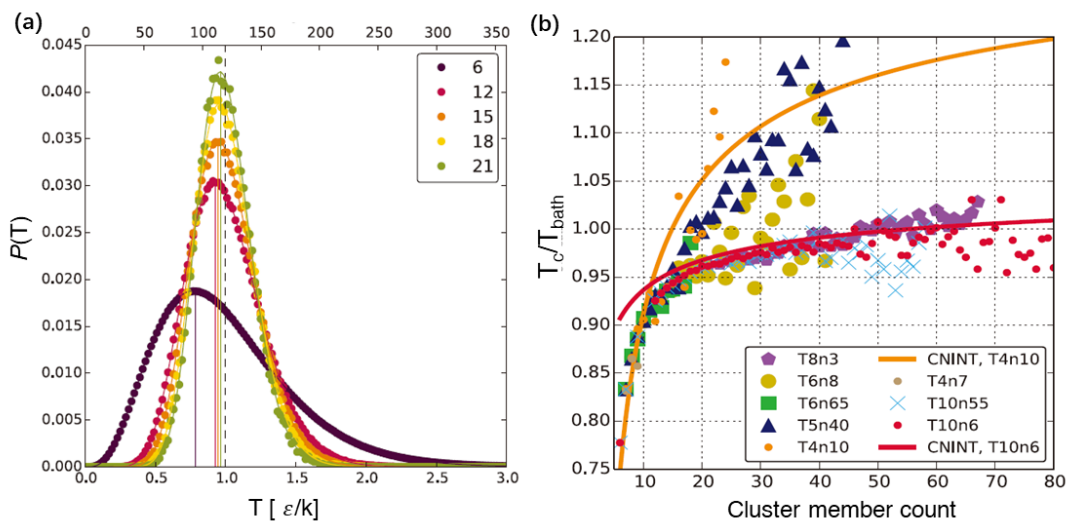 (a)
0 50 100 150 200 250 300 350
0.045
0.040
0.035
0.030
0.025
0.020
0.015
0.010
0.005
0.000
P(T)
6
12
15
18
21
0.0 0.5 1.0 1.5 2.0 2.5 3.0
T [ ε/k]
(b)
1.20
1.15
1.10
1.05
1.00
0.95
0.90
0.85
0.80
0.75
Tc/Tbath
T8n3
T6n8
T6n65
T5n40
T4n10
CNINT, T4n10
T4n7
T10n55
T10n6
CNINT, T10n6
10 20 30 40 50 60 70 80
Cluster member count